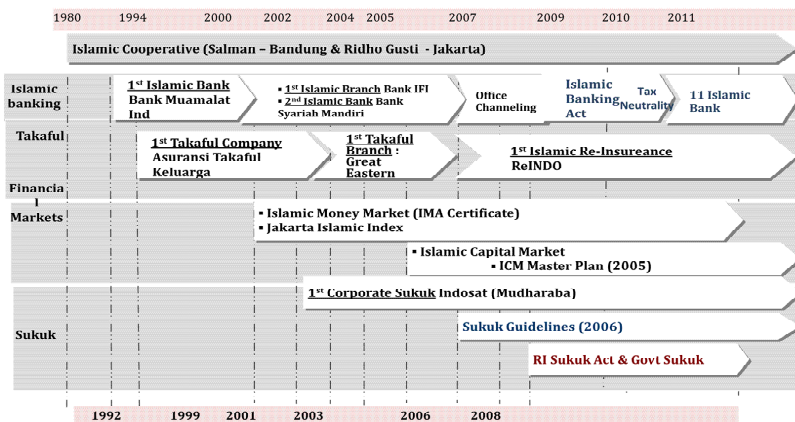 1980 1994 2000 2002 2004 2005 2007 2009 2010 2011
Islamic Cooperative (Salman – Bandung & Ridho Gusti - Jakarta)
Islamic
banking
1st Islamic Bank
Bank Muamalat
Ind
▪ 1st Islamic Branch Bank IFI
▪ 2nd Islamic Bank Bank
Syariah Mandiri
Office
Channeling
Islamic
Banking
Act
Tax
Neutrality
11 Islamic
Bank
Takaful
1st Takaful Company
Asuransi Takaful
Keluarga
1st Takaful
Branch :
Great
Eastern
1st Islamic Re-Insureance
ReINDO
Financia
l
Markets
▪ Islamic Money Market (IMA Certificate)
▪ Jakarta Islamic Index
▪ Islamic Capital Market
▪ ICM Master Plan (2005)
1st Corporate Sukuk Indosat (Mudharaba)
Sukuk
Sukuk Guidelines (2006)
RI Sukuk Act & Govt Sukuk
1992 1999 2001 2003 2006 2008